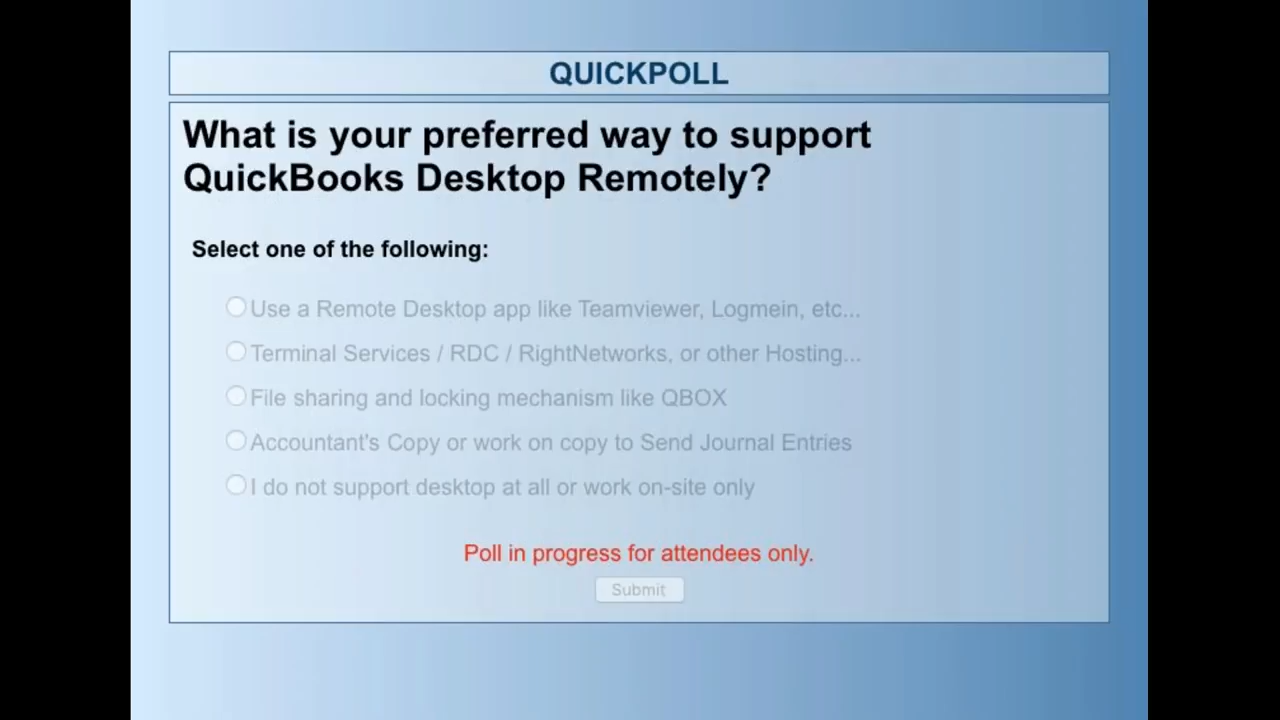 QUICKPOLL
What is your preferred way to support
QuickBooks Desktop Remotely?
Select one of the following:
Use a Remote Desktop app like Teamviewer, Logmein, etc...
Terminal Services / RDC / RightNetworks, or other Hosting...
File sharing and locking mechanism like QBOX
Accountant's Copy or work on copy to Send Journal Entries
I do not support desktop at all or work on-site only
Poll in progress for attendees only.
Submit